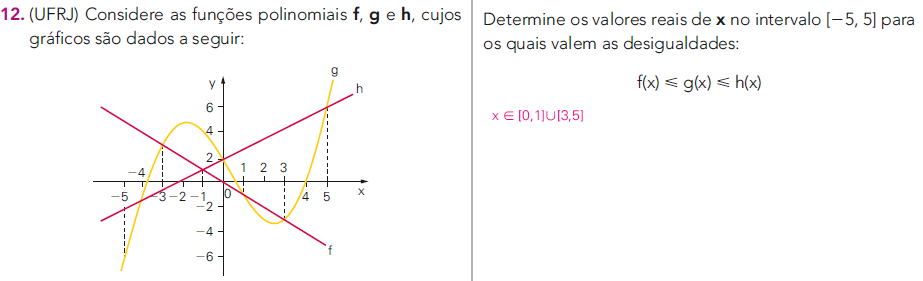 12. (UFRJ) Considere as funções polinomiais f, g e h, cujos
gráficos são dados a seguir:
y
g
h
6
4
2
-4
1 2 3
-5 -3 -2 -1 0 4 5 x
-2
-4
-6
f
Determine os valores reais de x no intervalo [−5, 5] para
os quais valem as desigualdades:
f(x) ⩽ g(x) ⩽ h(x)
x ∈ [0,1]∪[3,5]